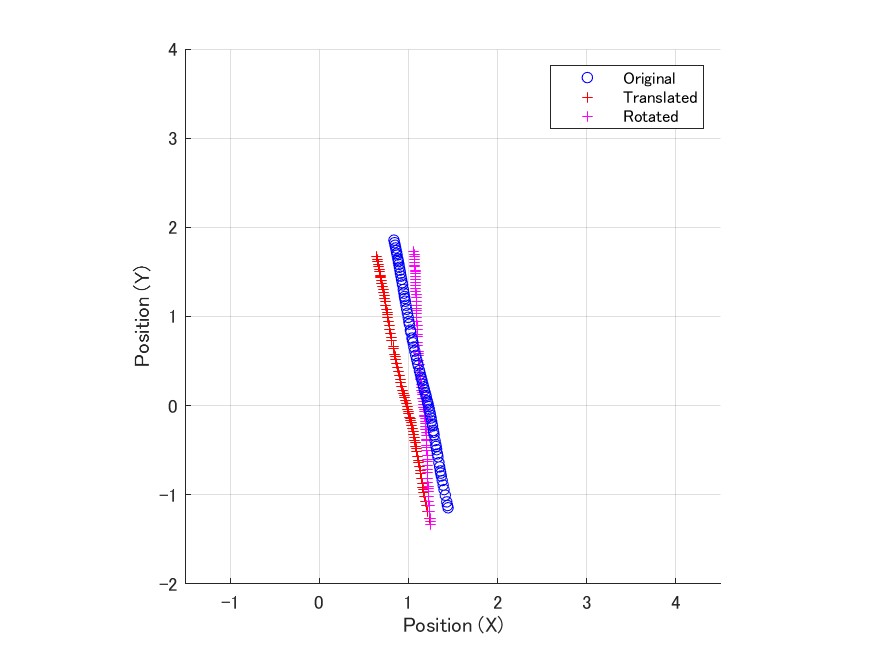 4
3
2
1
0
−1
−2
Position (Y)
Original
Translated
Rotated
−1 0 1 2 3 4
Position (X)